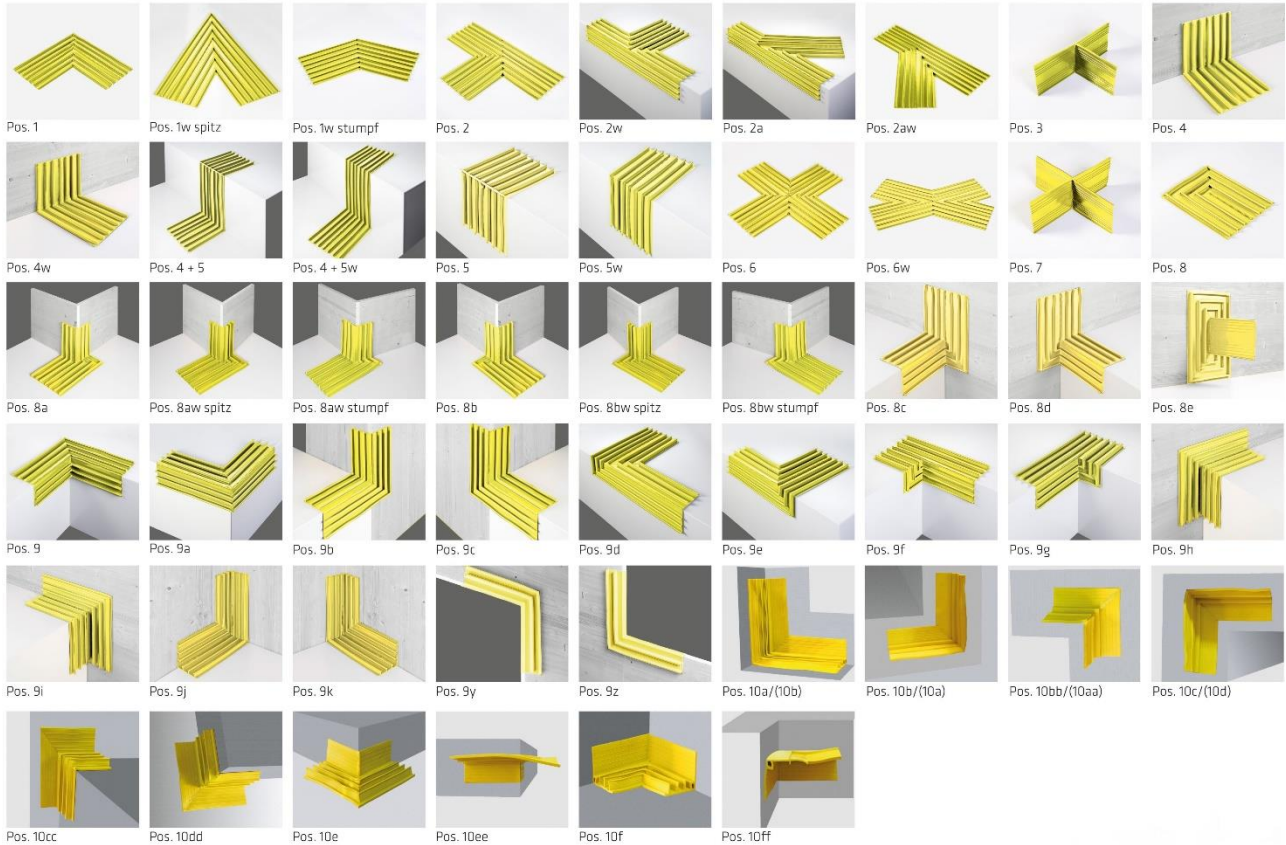 Pos. 1 Pos. 1w spitz Pos. 1w stumpf Pos. 2 Pos. 2w Pos. 2a Pos. 2aw Pos. 3 Pos. 4
Pos. 4w Pos. 4 + 5 Pos. 4 + 5w Pos. 5 Pos. 5w Pos. 6 Pos. 6w Pos. 7 Pos. 8
Pos. 8a Pos. 8aw spitz Pos. 8aw stumpf Pos. 8b Pos. 8bw spitz Pos. 8bw stumpf Pos. 8c Pos. 8d Pos. 8e
Pos. 9 Pos. 9a Pos. 9b Pos. 9c Pos. 9d Pos. 9e Pos. 9f Pos. 9g Pos. 9h
Pos. 9i Pos. 9j Pos. 9k Pos. 9y Pos. 9z Pos. 10a/(10b) Pos. 10b/(10a) Pos. 10bb/(10aa) Pos. 10c/(10d)
Pos. 10cc Pos. 10dd Pos. 10e Pos. 10ee Pos. 10f Pos. 10ff